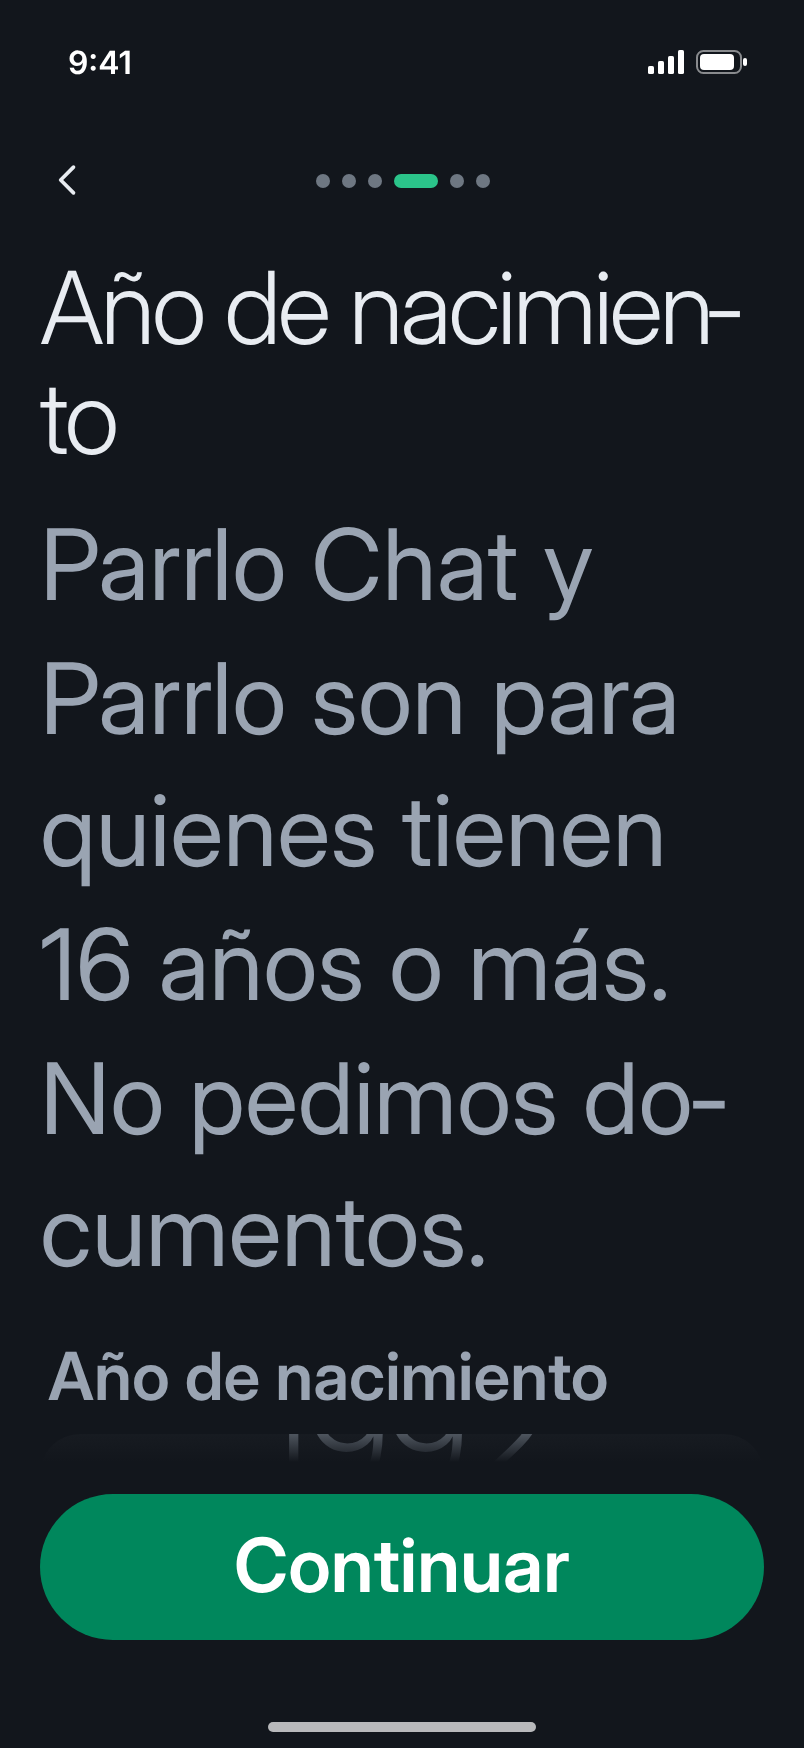 9:41
Año de nacimien-
to
Parrlo Chat y
Parrlo son para
quienes tienen
16 años o más.
No pedimos do-
cumentos.
Año de nacimiento
Continuar